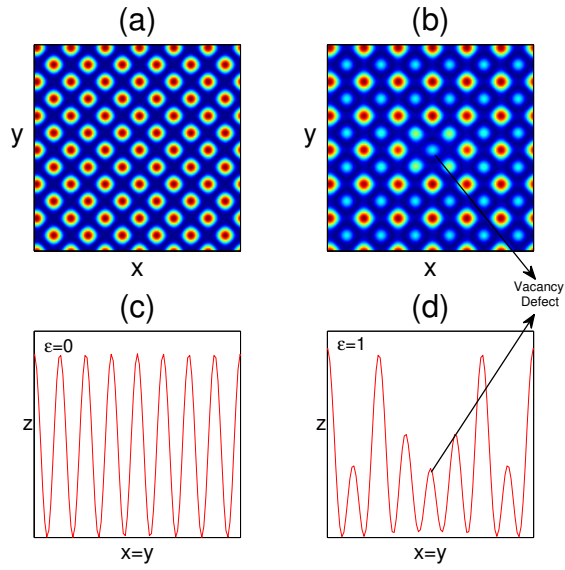 (a)
(b)
y
y
x
x
Vacancy
Defect
(c)
(d)
ε=0
ε=1
z
z
x=y
x=y